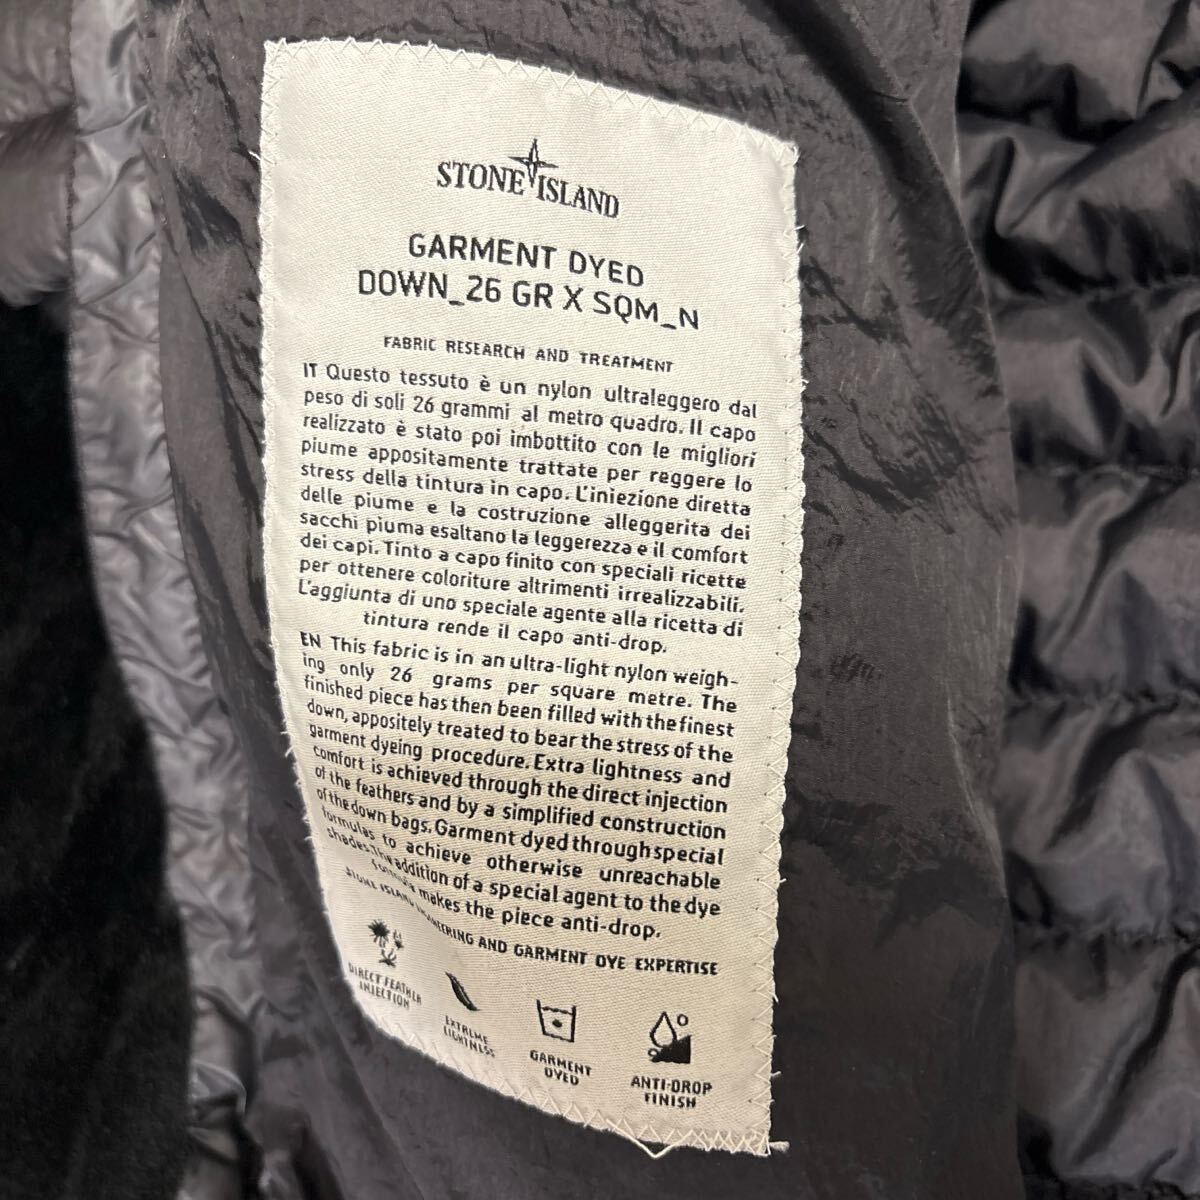 STONE ISLAND
GARMENT DYED
DOWN_26 GR X SQM_N
FABRIC RESEARCH AND TREATMENT
IT Questo tessuto è un nylon ultraleggero dal
peso di soli 26 grammi al metro quadro. Il capo
realizzato è stato poi imbottito con le migliori
piume appositamente trattate per reggere lo
stress della tintura in capo. L'iniezione diretta
delle piume e la costruzione alleggerita dei
sacchi piuma esaltano la leggerezza e il comfort
dei capi. Tinto a capo finito con speciali ricette
per ottenere coloriture altrimenti irrealizzabili.
L'aggiunta di uno speciale agente alla ricetta di
tintura rende il capo anti-drop.
EN This fabric is in an ultra-light nylon weigh-
ing only 26 grams per square metre. The
finished piece has then been filled with the finest
down, appositely treated to bear the stress of the
garment dyeing procedure. Extra lightness and
comfort is achieved through the direct injection
of the feathers and by a simplified construction
of the down bags. Garment dyed through special
formulas to achieve otherwise unreachable
shades. The addition of a special agent to the dye
formula makes the piece anti-drop.
STONE ISLAND ENGINEERING AND GARMENT DYE EXPERTISE
DIRECT FEATHER
INJECTION
EXTREME
LIGHTNESS
GARMENT
DYED
ANTI-DROP
FINISH